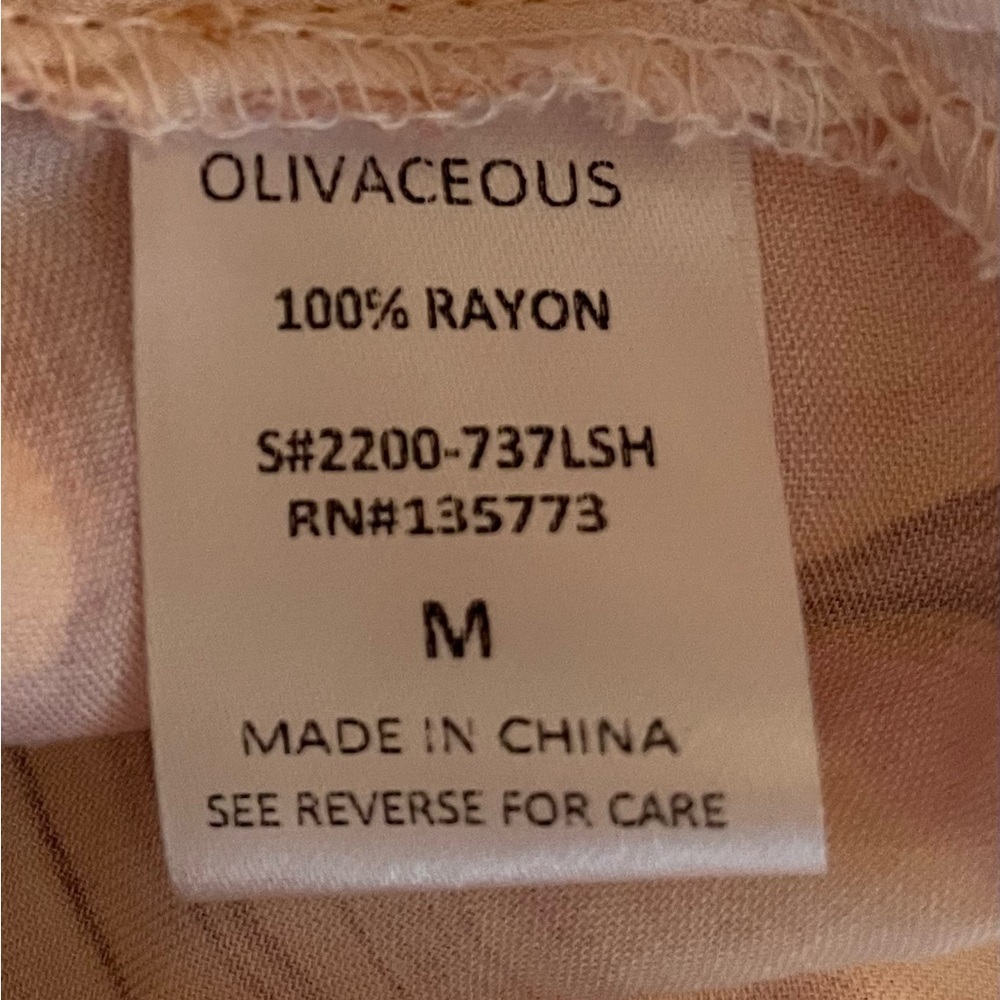 OLIVACEOUS
100% RAYON
S#2200-737LSH
RN#135773
M
MADE IN CHINA
SEE REVERSE FOR CARE